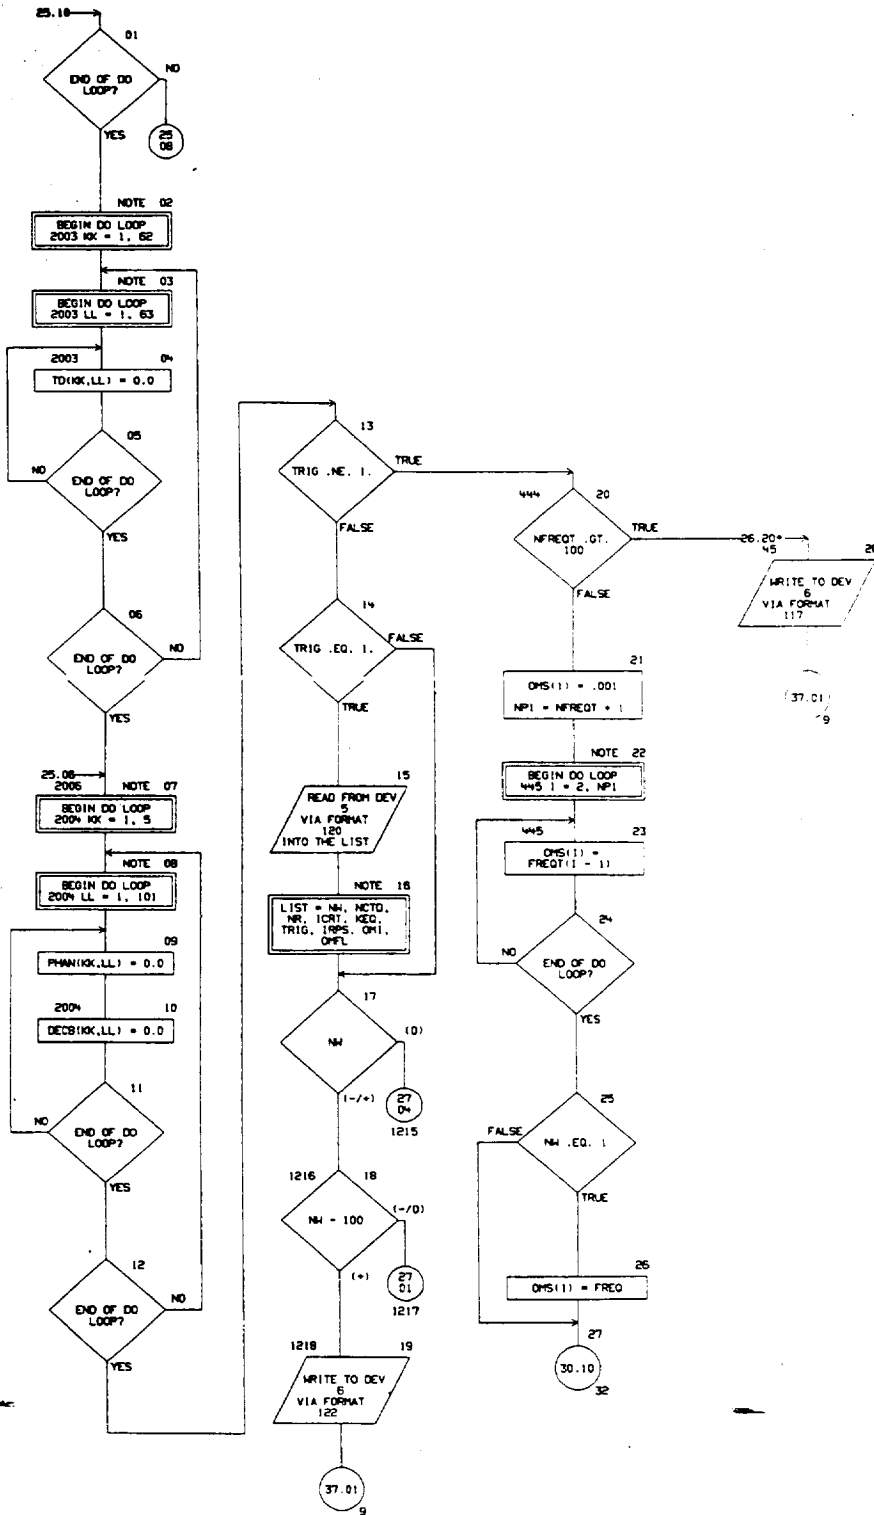 25.10
01
END OF DO
LOOP?
NO
YES
25
08
NOTE 02
BEGIN DO LOOP
2003 KK = 1, 62
NOTE 03
BEGIN DO LOOP
2003 LL = 1, 63
2003 04
TD(KK,LL) = 0.0
05
END OF DO
LOOP?
NO
YES
06
END OF DO
LOOP?
NO
YES
25.06
2006 NOTE 07
BEGIN DO LOOP
2004 KK = 1, 5
NOTE 08
BEGIN DO LOOP
2004 LL = 1, 101
09
PHAN(KK,LL) = 0.0
2004 10
DECB(KK,LL) = 0.0
11
END OF DO
LOOP?
NO
YES
12
END OF DO
LOOP?
NO
YES
13
TRIG .NE. 1.
TRUE
FALSE
14
TRIG .EQ. 1.
FALSE
TRUE
15
READ FROM DEV
5
VIA FORMAT
120
INTO THE LIST
NOTE 16
LIST = NW, NCTD,
NR, ICRT, KEQ,
TRIG, IRPS, OMI,
OMFL
17
NW
(0)
(-/+)
27
04
1215
1216 18
NW - 100
(-/0)
(+)
27
01
1217
1218 19
WRITE TO DEV
6
VIA FORMAT
122
37.01
9
444 20
NFREQT .GT.
100
TRUE
FALSE
26.20*
45
WRITE TO DEV
6
VIA FORMAT
117
37.01
9
21
OMS(1) = .001
NP1 = NFREQT + 1
NOTE 22
BEGIN DO LOOP
445 I = 2, NP1
445 23
OMS(I) =
FREQT(I - 1)
24
END OF DO
LOOP?
NO
YES
25
NW .EQ. 1
FALSE
TRUE
26
OMS(1) = FREQ
27
30.10
32